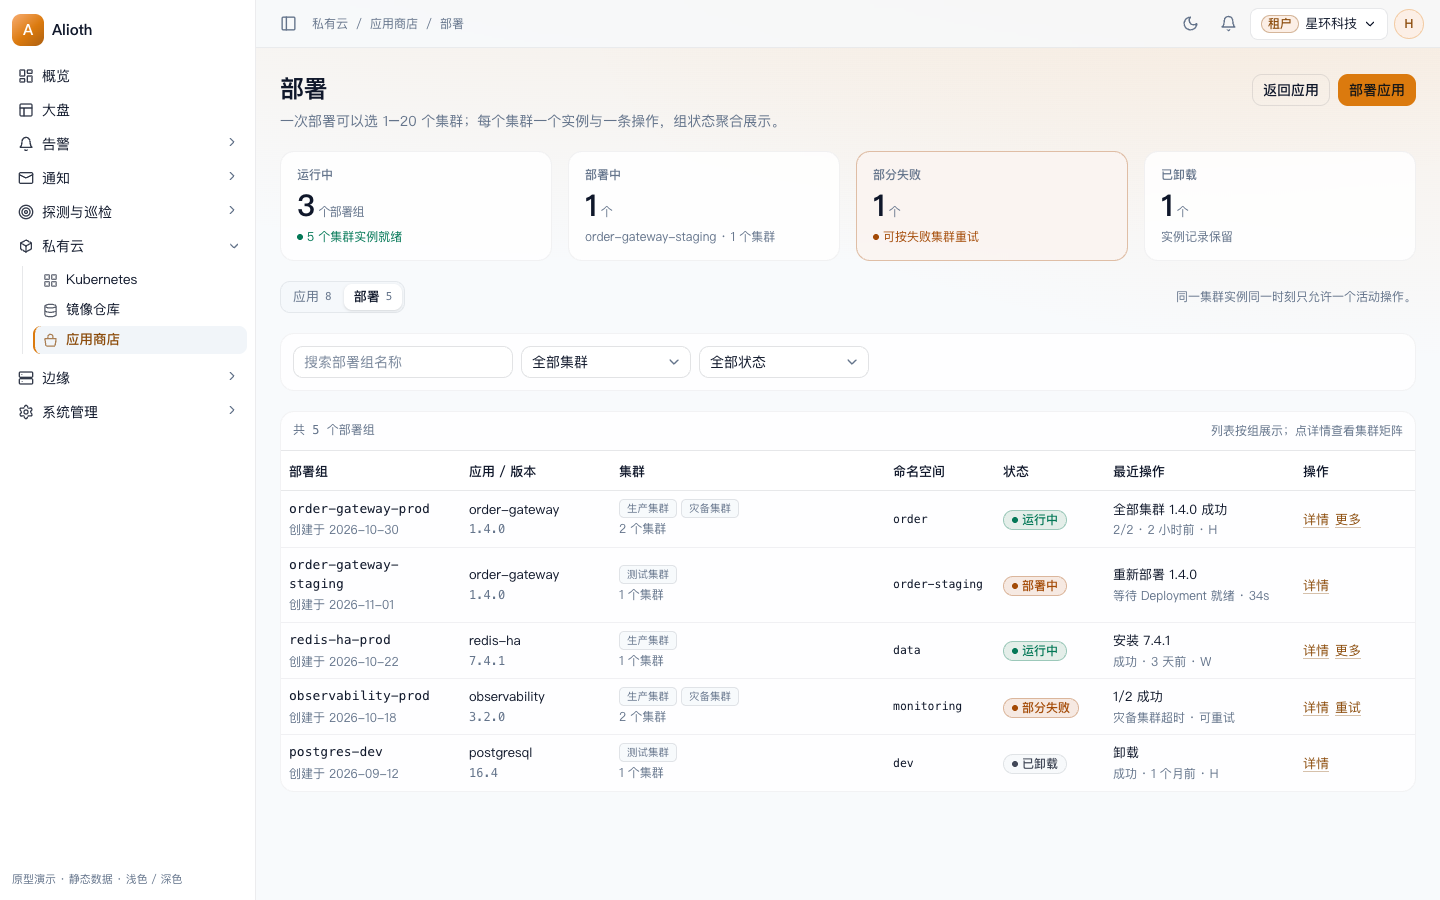 A Alioth
概览
大盘
告警
通知
探测与巡检
私有云
Kubernetes
镜像仓库
应用商店
边缘
系统管理
原型演示 · 静态数据 · 浅色 / 深色
私有云 / 应用商店 / 部署
租户 星环科技
H
部署
返回应用
部署应用
一次部署可以选 1—20 个集群；每个集群一个实例与一条操作，组状态聚合展示。
运行中
3 个部署组
5 个集群实例就绪
部署中
1 个
order-gateway-staging · 1 个集群
部分失败
1 个
可按失败集群重试
已卸载
1 个
实例记录保留
应用 8
部署 5
同一集群实例同一时刻只允许一个活动操作。
搜索部署组名称
全部集群
全部状态
共 5 个部署组
列表按组展示；点详情查看集群矩阵
部署组 应用 / 版本 集群 命名空间 状态 最近操作 操作
order-gateway-prod
创建于 2026-10-30
order-gateway
1.4.0
生产集群 灾备集群
2 个集群
order
运行中
全部集群 1.4.0 成功
2/2 · 2 小时前 · H
详情 更多
order-gateway-
staging
创建于 2026-11-01
order-gateway
1.4.0
测试集群
1 个集群
order-staging
部署中
重新部署 1.4.0
等待 Deployment 就绪 · 34s
详情
redis-ha-prod
创建于 2026-10-22
redis-ha
7.4.1
生产集群
1 个集群
data
运行中
安装 7.4.1
成功 · 3 天前 · W
详情 更多
observability-prod
创建于 2026-10-18
observability
3.2.0
生产集群 灾备集群
2 个集群
monitoring
部分失败
1/2 成功
灾备集群超时 · 可重试
详情 重试
postgres-dev
创建于 2026-09-12
postgresql
16.4
测试集群
1 个集群
dev
已卸载
卸载
成功 · 1 个月前 · H
详情